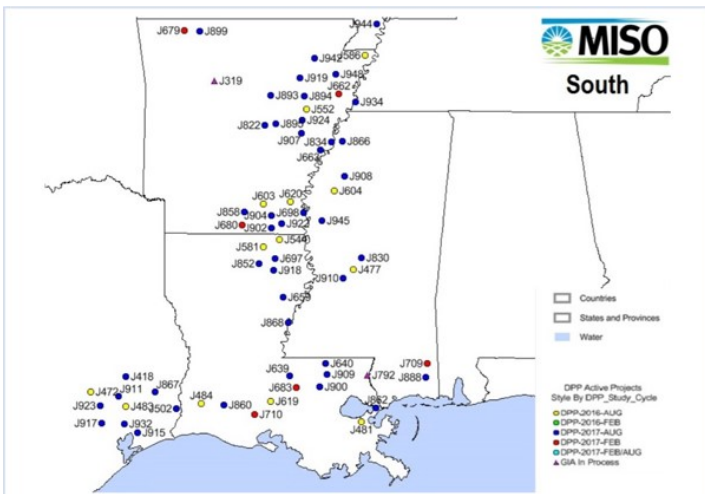 J944
J679
J899
J942
J586
MISO
South
J919
J948
J319
J662
J893
J894
J934
J552
J924
J822
J895
J907
J834
J866
J663
J908
J604
J603
J620
J858
J904
J698
J945
J680
J902
J922
J544
J581
J697
J830
J852
J918
J477
J910
J659
J868
Countries
States and Provinces
Water
J640
J709
J418
J639
J909
J792
J888
J472
J911
J867
J683
J900
DPP Active Projects
Style By DPP_Study_Cycle
J923
J483
J502
J484
J860
J619
J862
DPP-2016-AUG
J710
J481
DPP-2016-FEB
J917
J932
J915
DPP-2017-AUG
DPP-2017-FEB
DPP-2017-FEB/AUG
GIA In Process